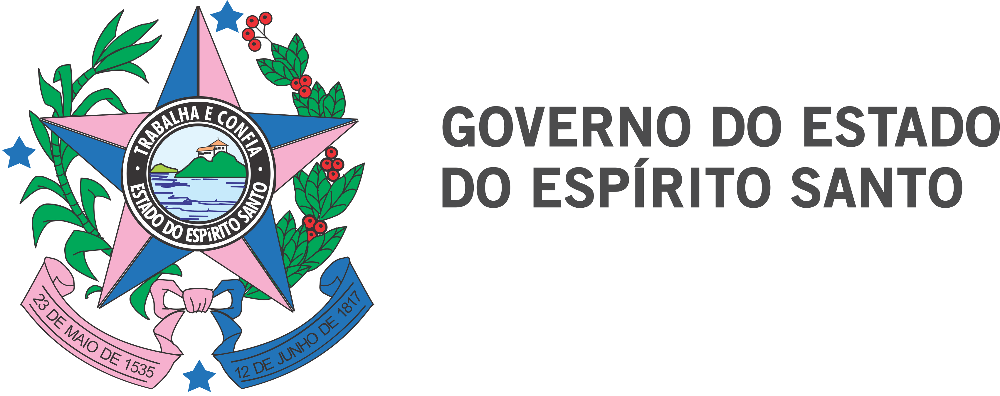 TRABALHA E CONFIA
ESTADO DO ESPÍRITO SANTO
23 DE MAIO DE 1535
12 DE JUNHO DE 1817
GOVERNO DO ESTADO
DO ESPÍRITO SANTO